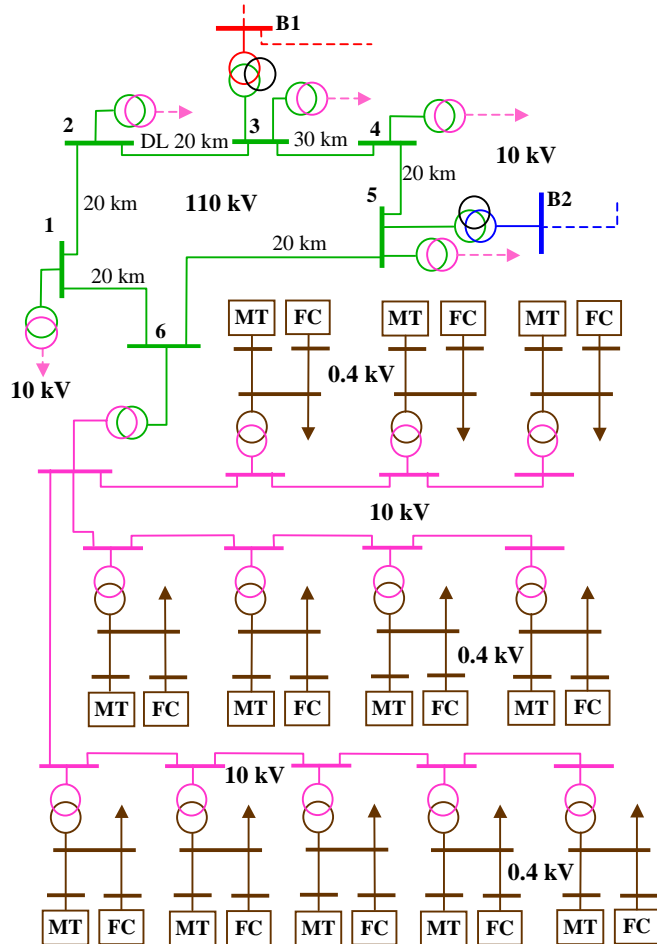 B1
2
3
4
DL 20 km
30 km
10 kV
5
20 km
B2
20 km
110 kV
1
20 km
20 km
6
MT FC MT FC MT FC
10 kV
0.4 kV
10 kV
0.4 kV
MT FC MT FC MT FC MT FC
10 kV
0.4 kV
MT FC MT FC MT FC MT FC MT FC